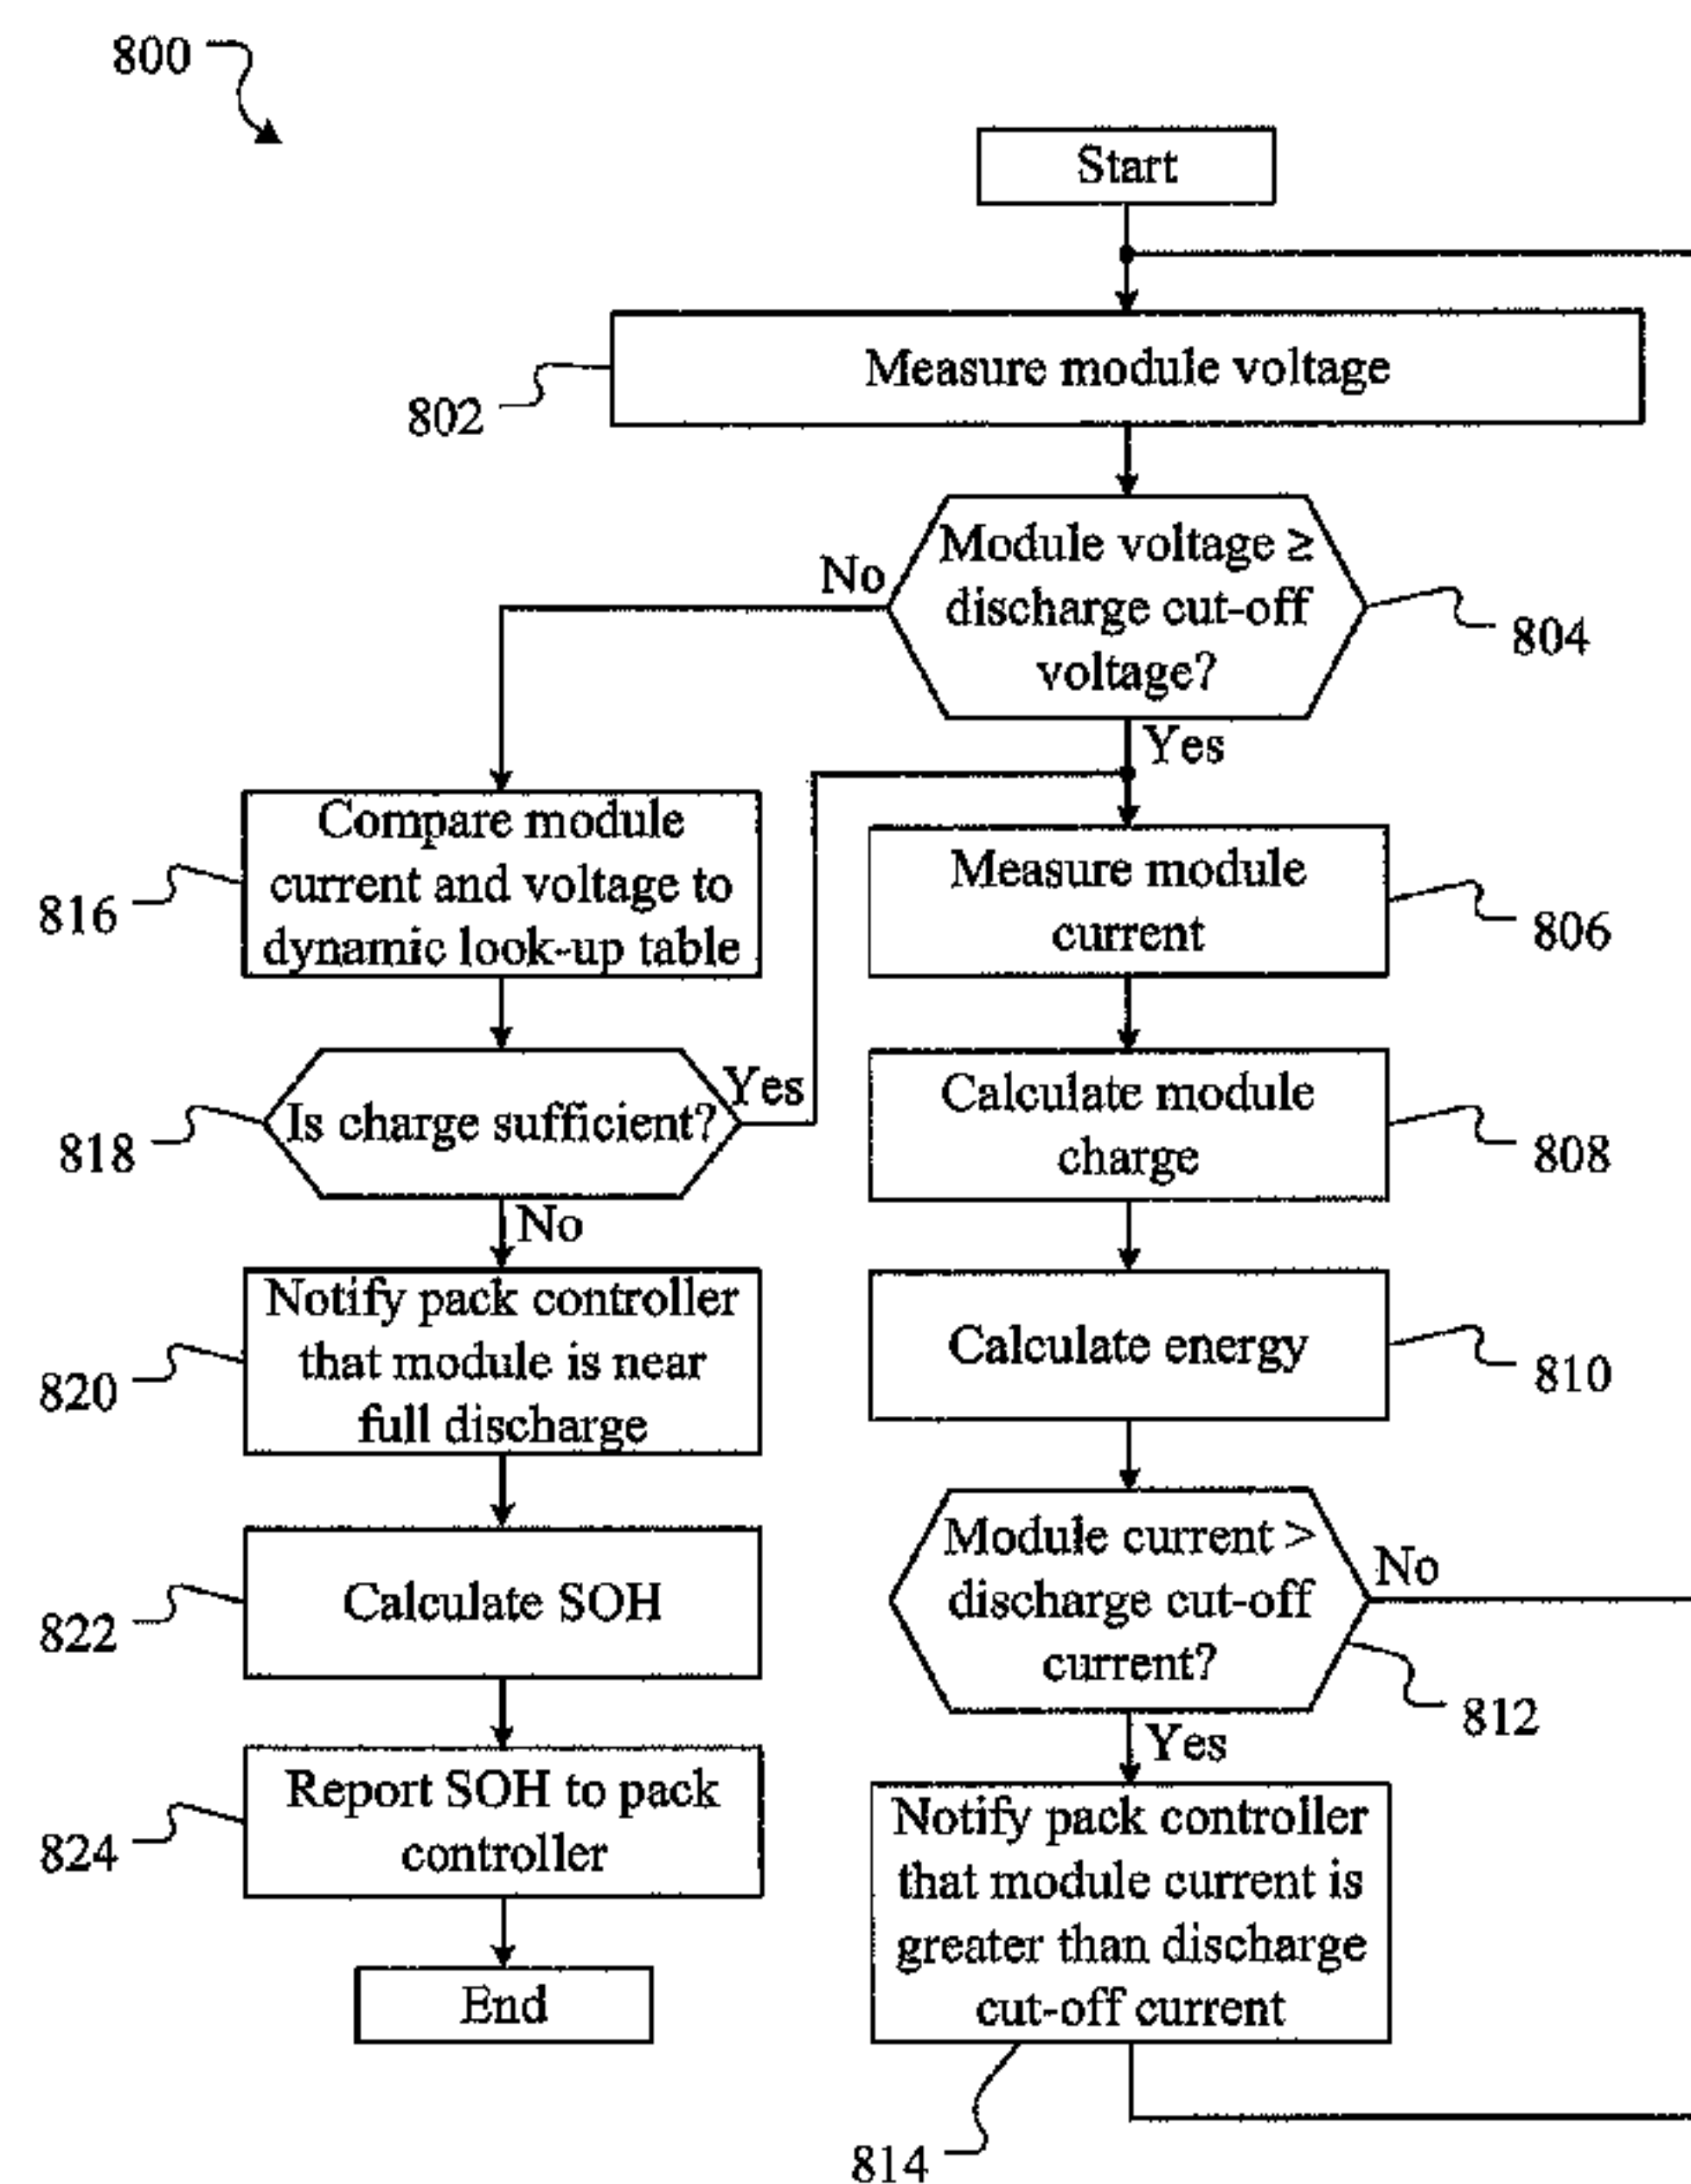 800
Start
Measure module voltage
802
Module voltage ≥
discharge cut-off
voltage?
No
804
Yes
Compare module
current and voltage to
dynamic look-up table
816
Measure module
current
806
Is charge sufficient?
Yes
818
No
Calculate module
charge
808
Notify pack controller
that module is near
full discharge
820
Calculate energy
810
Calculate SOH
822
Module current >
discharge cut-off
current?
No
812
Yes
Report SOH to pack
controller
824
Notify pack controller
that module current is
greater than discharge
cut-off current
End
814